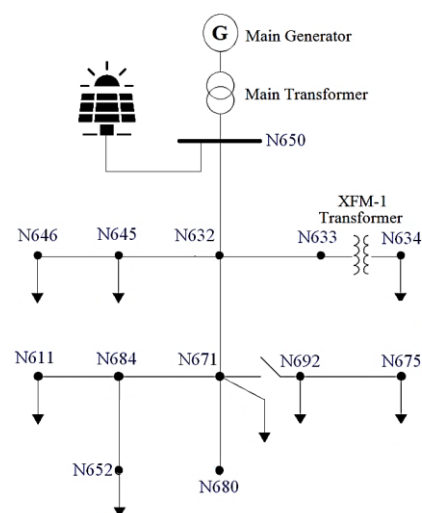 G Main Generator
Main Transformer
N650
XFM-1
Transformer
N646 N645 N632 N633 N634
N611 N684 N671 N692 N675
N652
N680